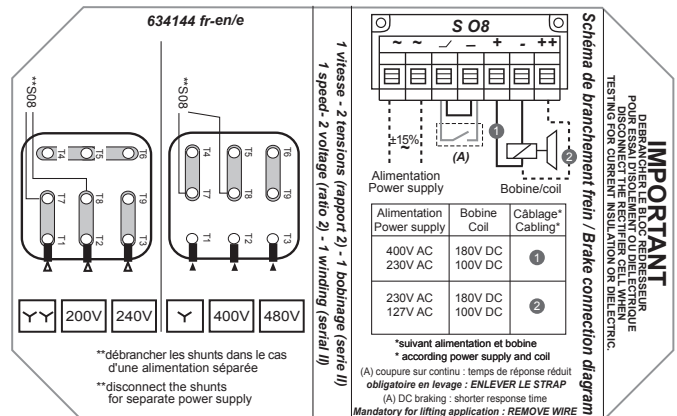 634144 fr-en/e
**S08
**S08
T4 T5 T6
T7 T8 T9
T1 T2 T3
T4 T5 T6
T7 T8 T9
T1 T2 T3
200V 240V
400V 480V
**débrancher les shunts dans le cas
d'une alimentation séparée
**disconnect the shunts
for separate power supply
1 vitesse - 2 tensions (rapport 2) - 1 bobinage (serie II)
1 speed- 2 voltage (ratio 2) - 1 winding (serial II)
S O8
~ ~ _/ _ + - ++
±15%
~
(A)
1
2
Alimentation
Power supply
Bobine/coil
Alimentation
Power supply
Bobine
Coil
Câblage*
Cabling*
400V AC 180V DC
230V AC 100V DC
1
230V AC 180V DC
127V AC 100V DC
2
*suivant alimentation et bobine
* according power supply and coil
(A) coupure sur continu : temps de réponse réduit
obligatoire en levage : ENLEVER LE STRAP
(A) DC braking : shorter response time
Mandatory for lifting application : REMOVE WIRE
Schéma de branchement frein / Brake connection diagram
IMPORTANT
DEBRANCHER LE BLOC REDRESSEUR
POUR ESSAI D'ISOLEMENT OU DIELECTRIQUE
DISCONNECT THE RECTIFIER CELL WHEN
TESTING FOR CURRENT INSULATION OR DIELECTRIC.